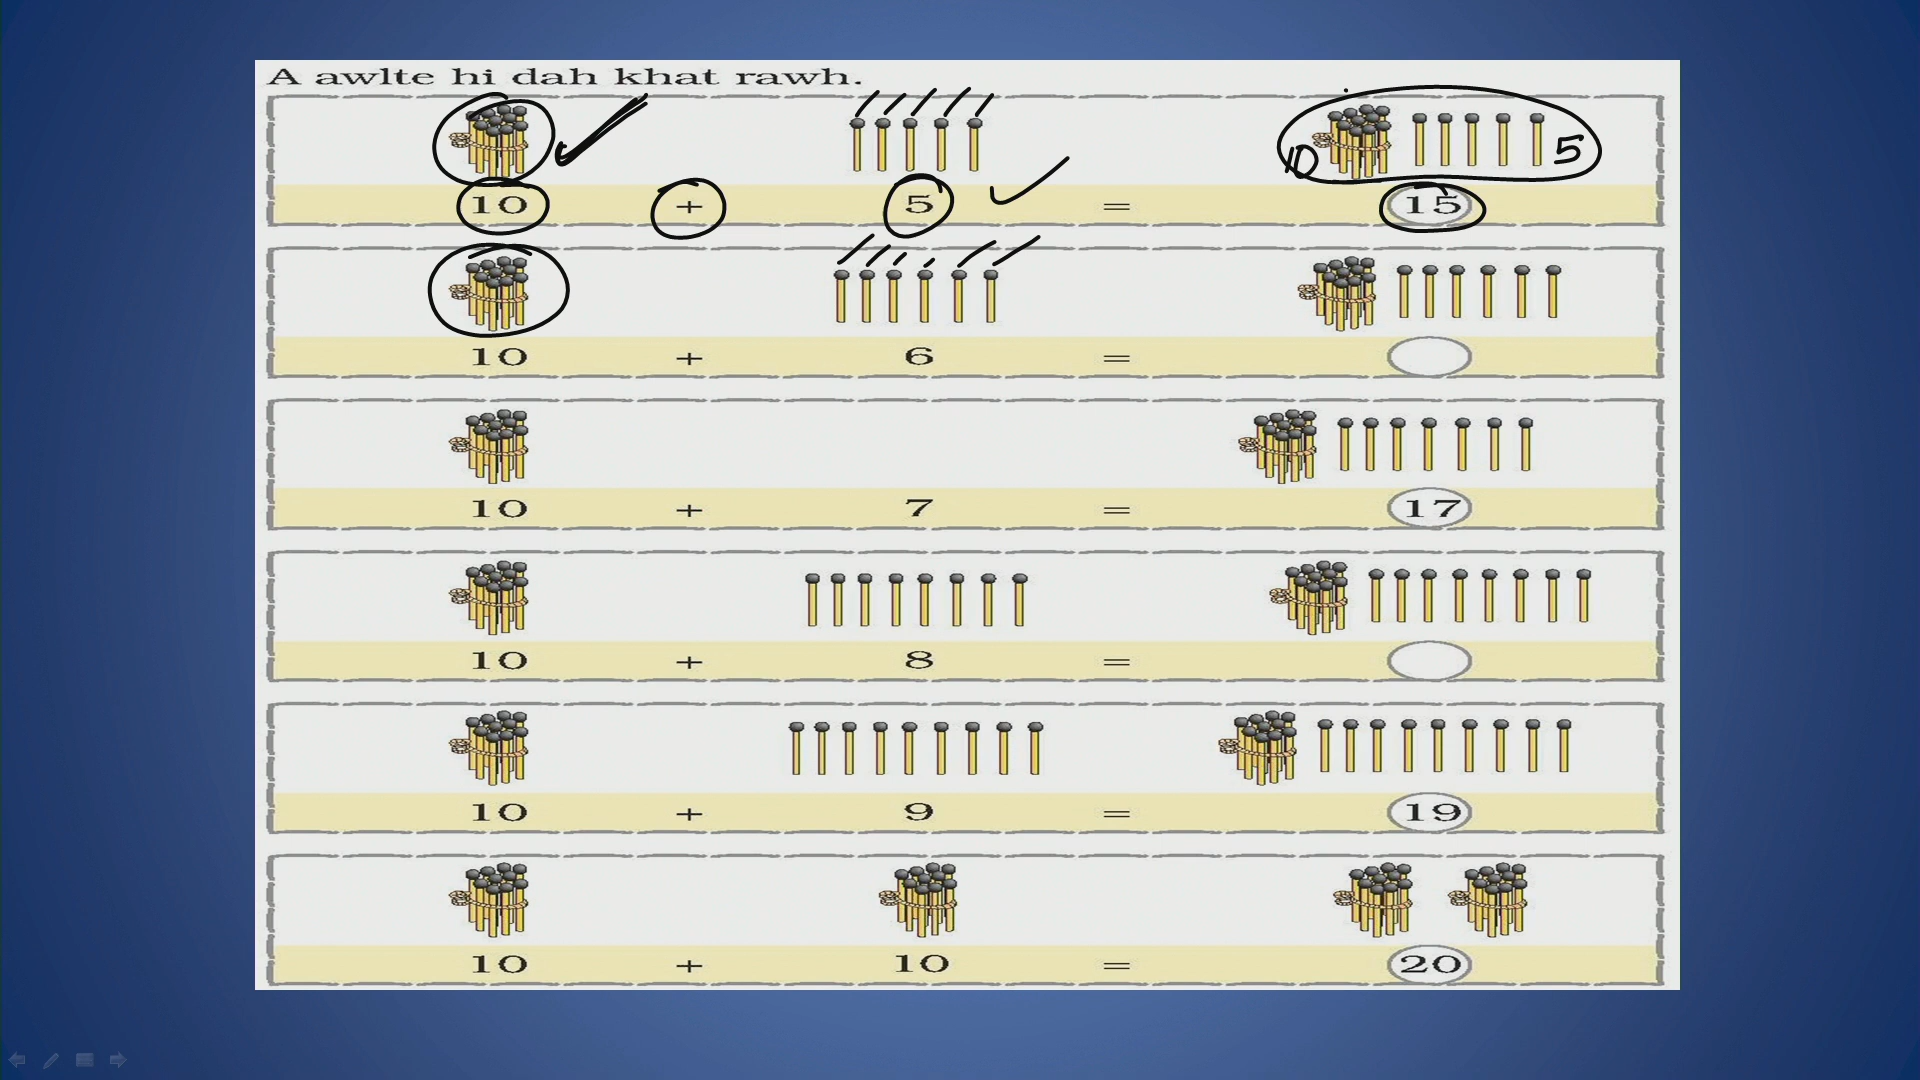 A awlte hi dah khat rawh.
10 5
10 + 5 = 15
10 + 6 =
10 + 7 = 17
10 + 8 =
10 + 9 = 19
10 + 10 = 20